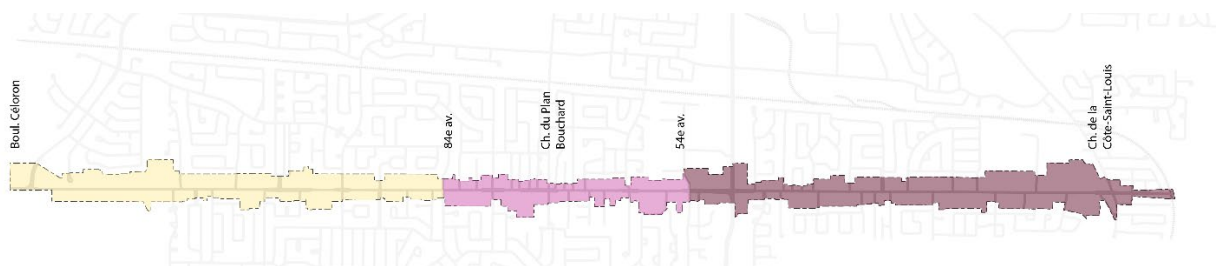 Boul. Céloron
84e av.
Ch. du Plan
Bouchard
54e av.
Ch. de la
Côte-Saint-Louis